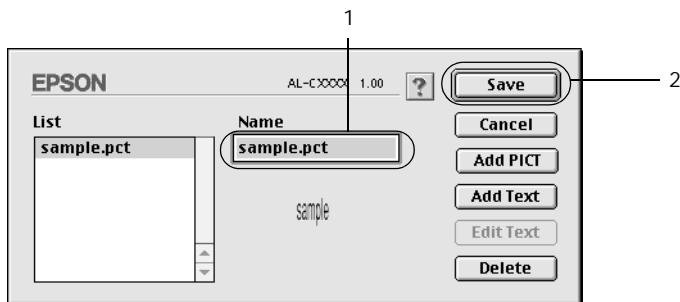 1
EPSON
AL-CXXXX 1.00
?
Save
2
List
Name
Cancel
sample.pct
sample.pct
Add PICT
sample
Add Text
Edit Text
Delete